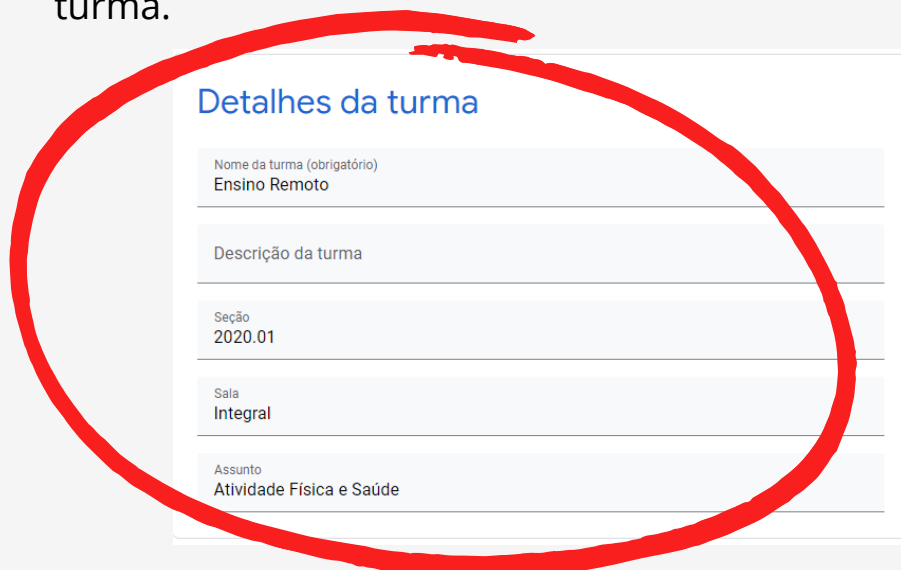 turma.
Detalhes da turma
Nome da turma (obrigatório)
Ensino Remoto
Descrição da turma
Seção
2020.01
Sala
Integral
Assunto
Atividade Física e Saúde